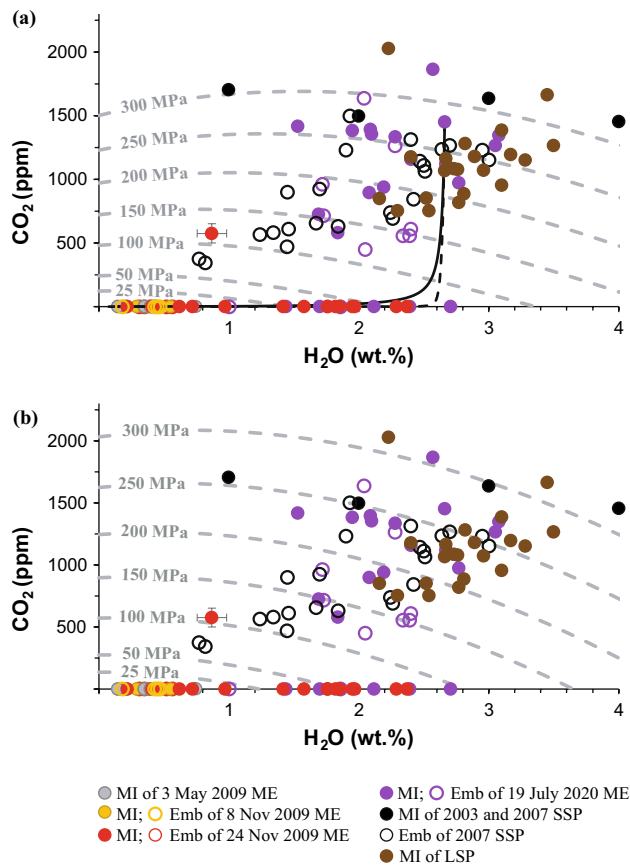 (a)
2000
1500
1000
500
0
CO2 (ppm)
300 MPa
250 MPa
200 MPa
150 MPa
100 MPa
50 MPa
25 MPa
1
2
3
4
H2O (wt.%)
(b)
2000
1500
1000
500
0
CO2 (ppm)
300 MPa
250 MPa
200 MPa
150 MPa
100 MPa
50 MPa
25 MPa
1
2
3
4
H2O (wt.%)
MI of 3 May 2009 ME
MI; Emb of 8 Nov 2009 ME
MI; Emb of 24 Nov 2009 ME
MI; Emb of 19 July 2020 ME
MI of 2003 and 2007 SSP
Emb of 2007 SSP
MI of LSP